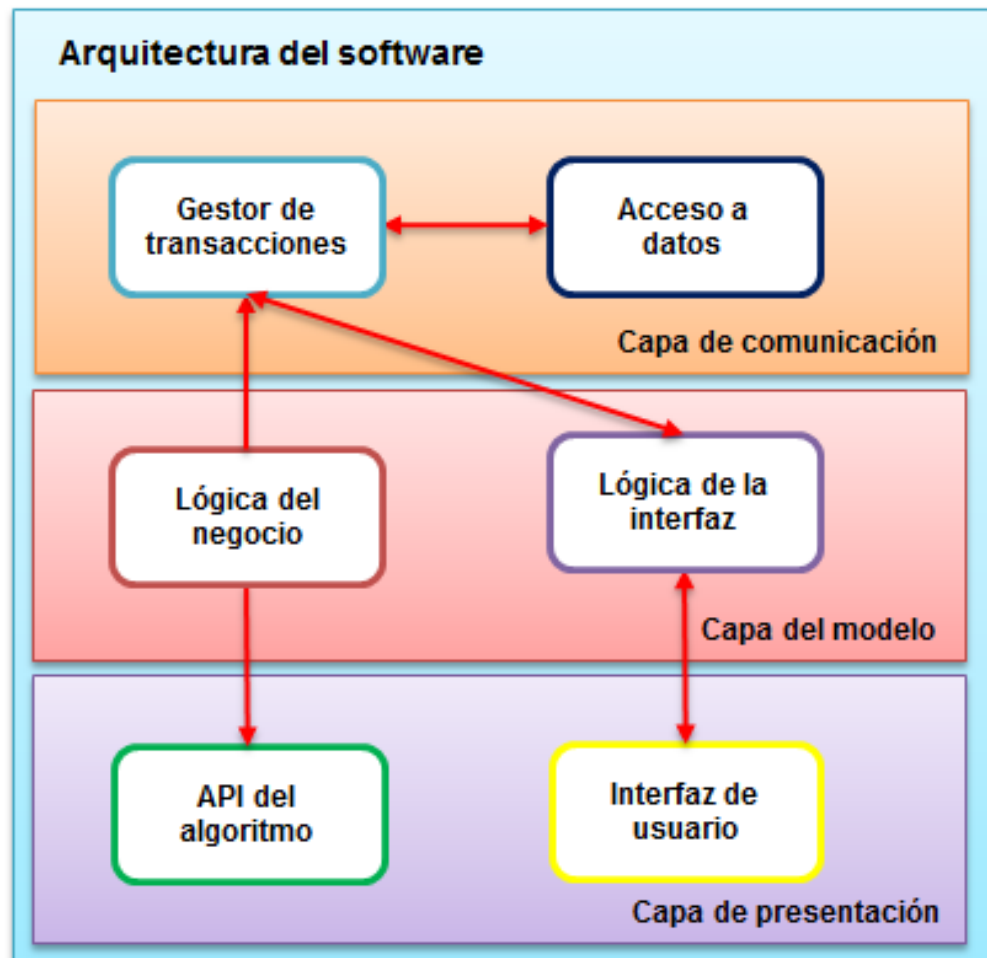 Arquitectura del software
Gestor de
transacciones
Acceso a
datos
Capa de comunicación
Lógica del
negocio
Lógica de la
interfaz
Capa del modelo
API del
algoritmo
Interfaz de
usuario
Capa de presentación